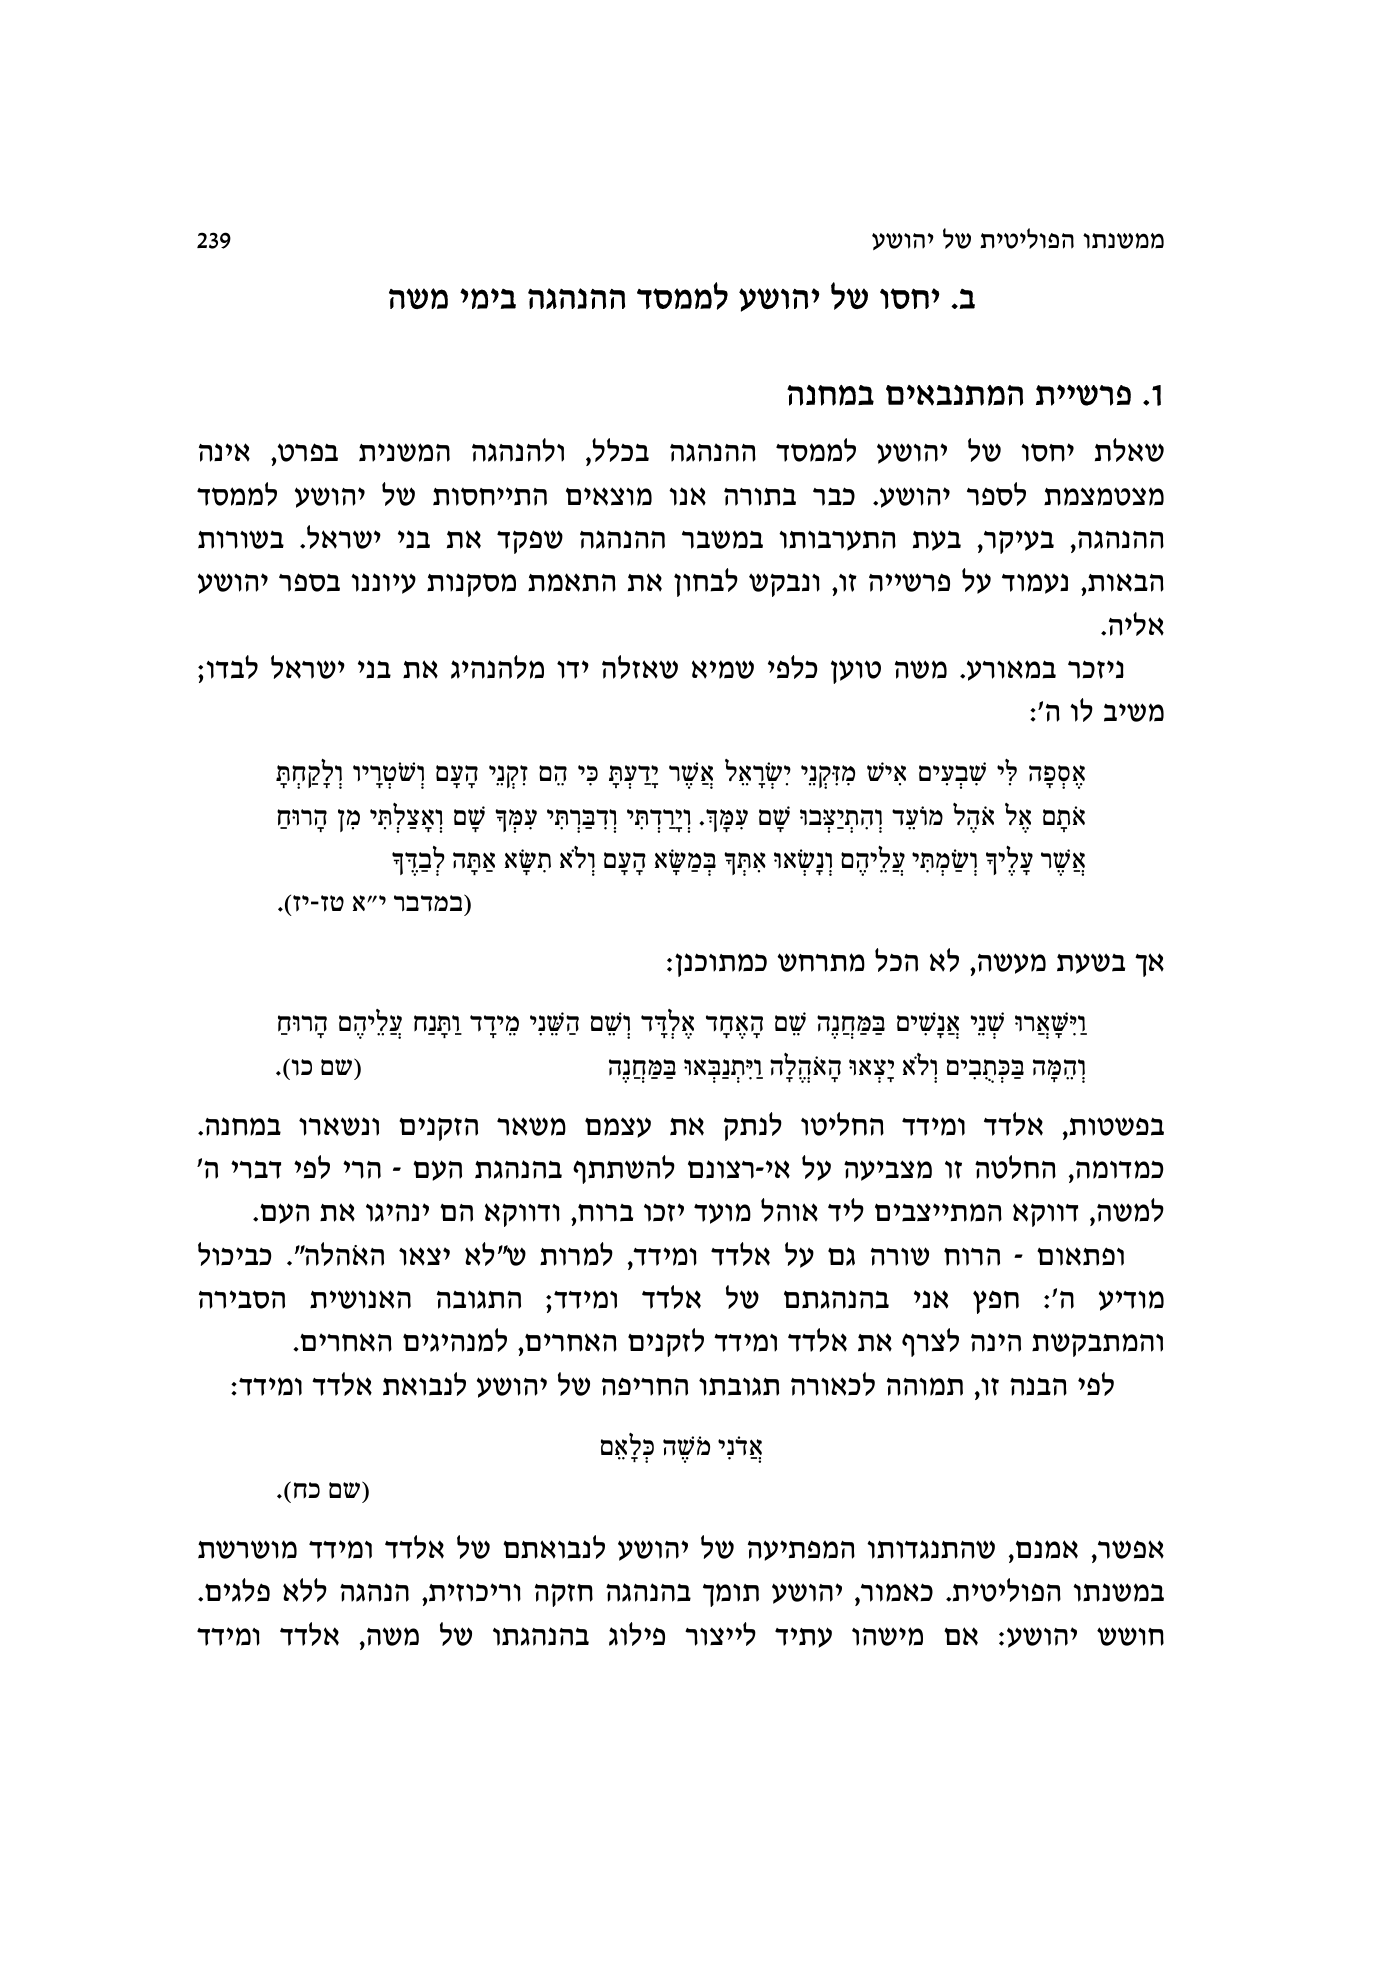 ממשנתו הפוליטית של יהושע 239
ב. יחסו של יהושע לממסד ההנהגה בימי משה
1. פרשיית המתנבאים במחנה
שאלת יחסו של יהושע לממסד ההנהגה בכלל, ולהנהגה המשנית בפרט, אינה
מצטמצמת לספר יהושע. כבר בתורה אנו מוצאים התייחסות של יהושע לממסד
ההנהגה, בעיקר, בעת התערבותו במשבר ההנהגה שפקד את בני ישראל. בשורות
הבאות, נעמוד על פרשייה זו, ונבקש לבחון את התאמת מסקנות עיוננו בספר יהושע
אליה.
ניזכר במאורע. משה טוען כלפי שמיא שאזלה ידו מלהנהיג את בני ישראל לבדו;
משיב לו ה':
אֶסְפָה לִּי שִׁבְעִים אִישׁ מִזִּקְנֵי יִשְׂרָאֵל אֲשֶׁר יָדַעְתָּ כִּי הֵם זִקְנֵי הָעָם וְשֹׁטְרָיו וְלָקַחְתָּ
אֹתָם אֶל אֹהֶל מוֹעֵד וְהִתְיַצְּבוּ שָׁם עִמָּךְ. וְיָרַדְתִּי וְדִבַּרְתִּי עִמְּךָ שָׁם וְאָצַלְתִּי מִן הָרוּחַ
אֲשֶׁר עָלֶיךָ וְשַׂמְתִּי עֲלֵיהֶם וְנָשְׂאוּ אִתְּךָ בְּמַשָּׂא הָעָם וְלֹא תִשָּׂא אַתָּה לְבַדֶּךָ
(במדבר י״א טז-יז).
אך בשעת מעשה, לא הכל מתרחש כמתוכנן:
וַיִּשָּׁאֲרוּ שְׁנֵי אֲנָשִׁים בַּמַּחֲנֶה שֵׁם הָאֶחָד אֶלְדָּד וְשֵׁם הַשֵּׁנִי מֵידָד וַתָּנַח עֲלֵיהֶם הָרוּחַ
וְהֵמָּה בַּכְּתֻבִים וְלֹא יָצְאוּ הָאֹהֱלָה וַיִּתְנַבְּאוּ בַּמַּחֲנֶה (שם כו).
בפשטות, אלדד ומידד החליטו לנתק את עצמם משאר הזקנים ונשארו במחנה.
כמדומה, החלטה זו מצביעה על אי-רצונם להשתתף בהנהגת העם - הרי לפי דברי ה'
למשה, דווקא המתייצבים ליד אוהל מועד יזכו ברוח, ודווקא הם ינהיגו את העם.
ופתאום - הרוח שורה גם על אלדד ומידד, למרות ש״לא יצאו האֹהלה״. כביכול
מודיע ה': חפץ אני בהנהגתם של אלדד ומידד; התגובה האנושית הסבירה
והמתבקשת הינה לצרף את אלדד ומידד לזקנים האחרים, למנהיגים האחרים.
לפי הבנה זו, תמוהה לכאורה תגובתו החריפה של יהושע לנבואת אלדד ומידד:
אֲדֹנִי מֹשֶׁה כְּלָאֵם
(שם כח).
אפשר, אמנם, שהתנגדותו המפתיעה של יהושע לנבואתם של אלדד ומידד מושרשת
במשנתו הפוליטית. כאמור, יהושע תומך בהנהגה חזקה וריכוזית, הנהגה ללא פלגים.
חושש יהושע: אם מישהו עתיד לייצור פילוג בהנהגתו של משה, אלדד ומידד